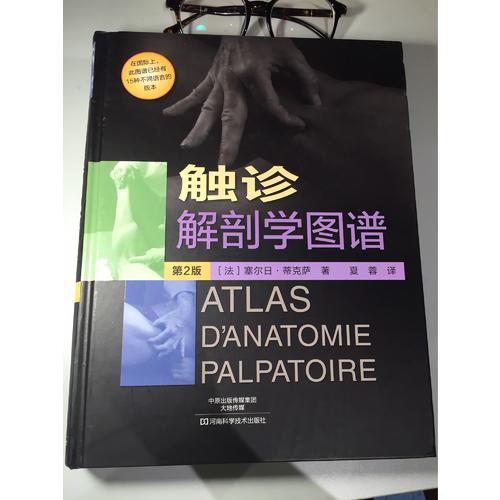 在国际上，
此图谱已经有
15种不同语言的
版本
触诊
解剖学图谱
第2版 [法] 塞尔日·蒂克萨 著 夏蓉 译
ATLAS
D'ANATOMIE
PALPATOIRE
中原出版传媒集团
大地传媒
河南科学技术出版社